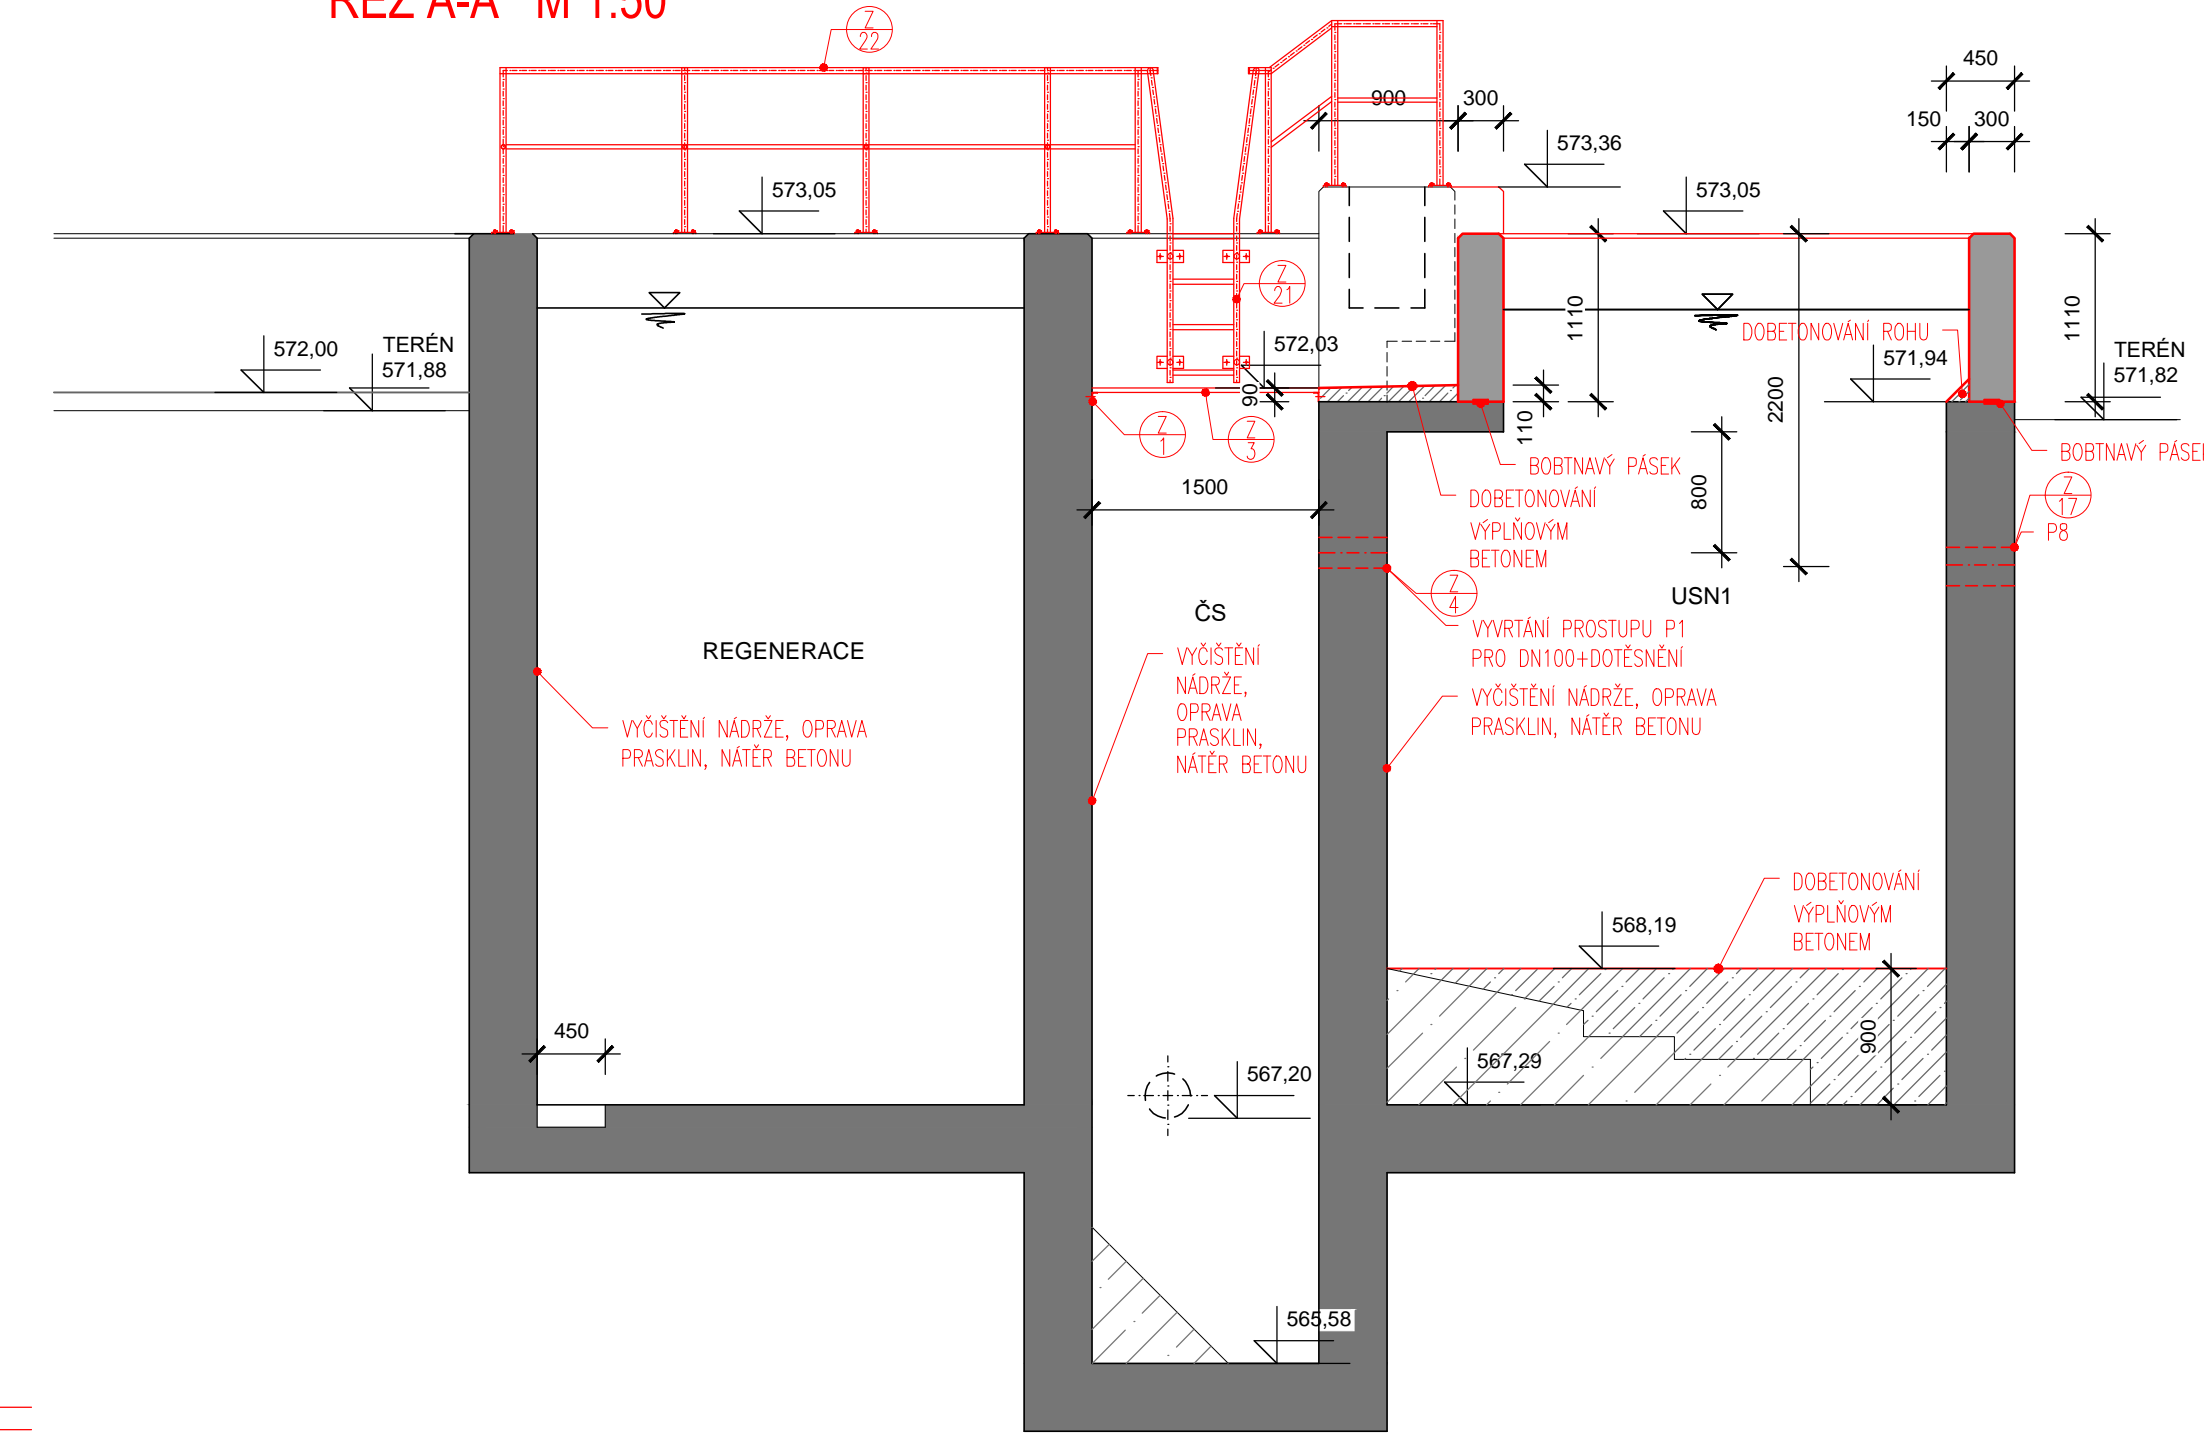 ŘEZ A-A  M 1:50
Z
22
450
900
300
150
300
573,36
573,05
573,05
Z
21
1110
1110
DOBETONOVÁNÍ ROHU
572,00
TERÉN
571,88
572,03
571,94
TERÉN
571,82
90
2200
110
Z
1
Z
3
BOBTNAVÝ PÁSEK
BOBTNAVÝ
1500
800
DOBETONOVÁNÍ
VÝPLŇOVÝM
BETONEM
Z
17
P8
Z
4
USN1
ČS
VYVRTÁNÍ PROSTUPU P1
PRO DN100+DOTĚSNĚNÍ
REGENERACE
VYČIŠTĚNÍ
NÁDRŽE,
OPRAVA
PRASKLIN,
NÁTĚR BETONU
VYČIŠTĚNÍ NÁDRŽE, OPRAVA
PRASKLIN, NÁTĚR BETONU
VYČIŠTĚNÍ NÁDRŽE, OPRAVA
PRASKLIN, NÁTĚR BETONU
DOBETONOVÁNÍ
VÝPLŇOVÝM
BETONEM
568,19
450
900
567,20
567,29
565,58